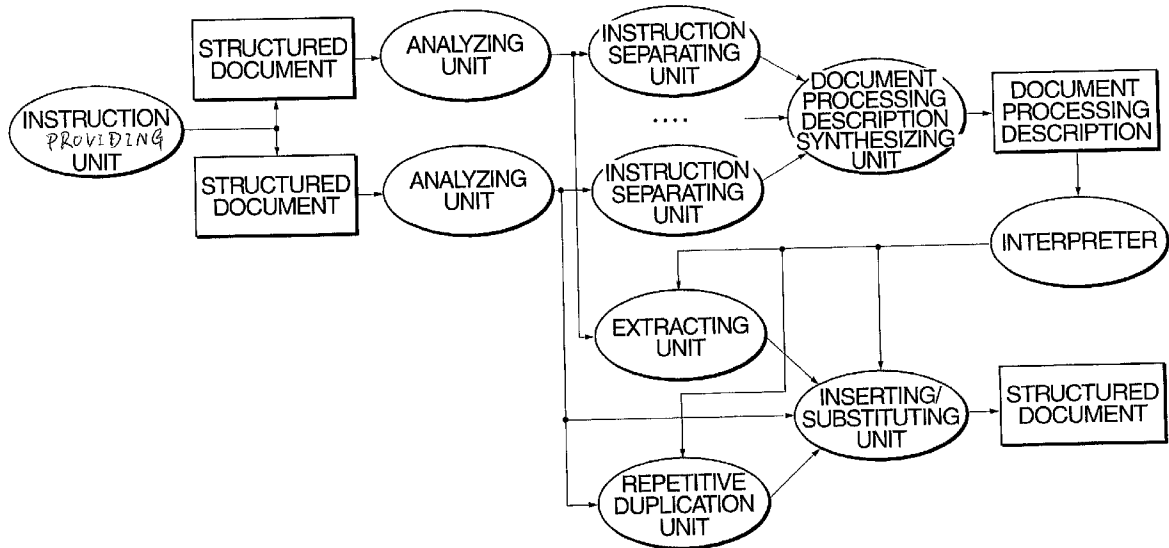 STRUCTURED
DOCUMENT
ANALYZING
UNIT
INSTRUCTION
SEPARATING
UNIT
INSTRUCTION
PROVIDING
UNIT
DOCUMENT
PROCESSING
DESCRIPTION
SYNTHESIZING
UNIT
DOCUMENT
PROCESSING
DESCRIPTION
....
STRUCTURED
DOCUMENT
ANALYZING
UNIT
INSTRUCTION
SEPARATING
UNIT
INTERPRETER
EXTRACTING
UNIT
INSERTING/
SUBSTITUTING
UNIT
STRUCTURED
DOCUMENT
REPETITIVE
DUPLICATION
UNIT